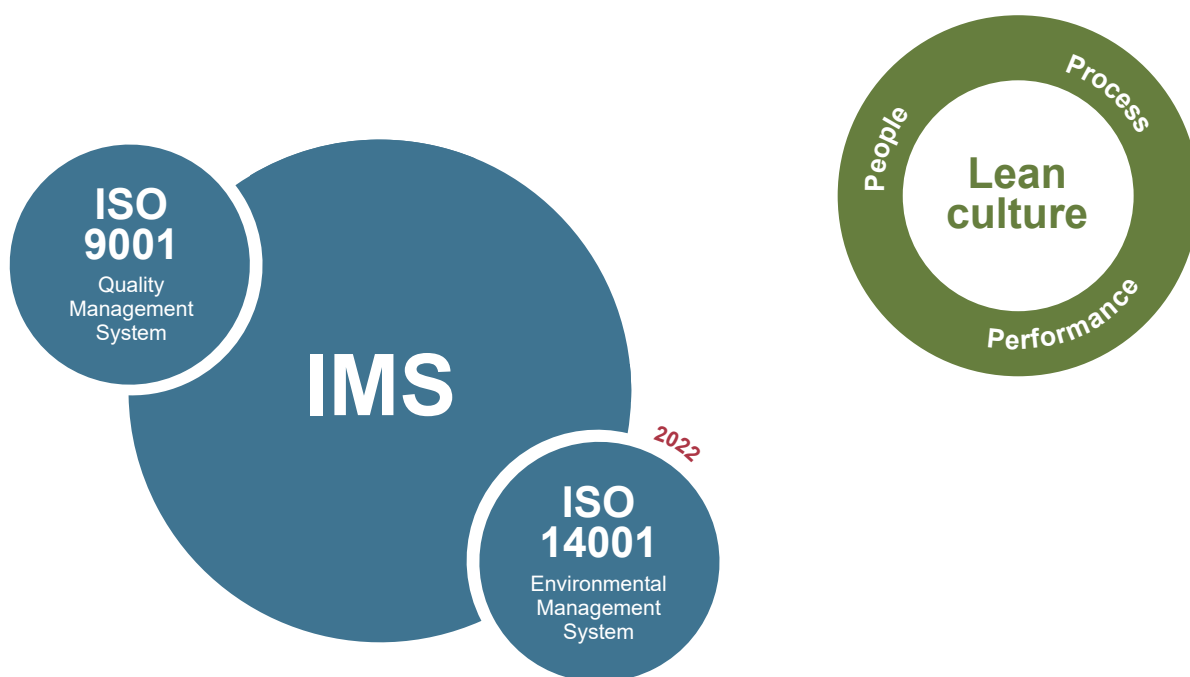 ISO
9001
Quality
Management
System
IMS
2022
ISO
14001
Environmental
Management
System
People
Process
Performance
Lean
culture